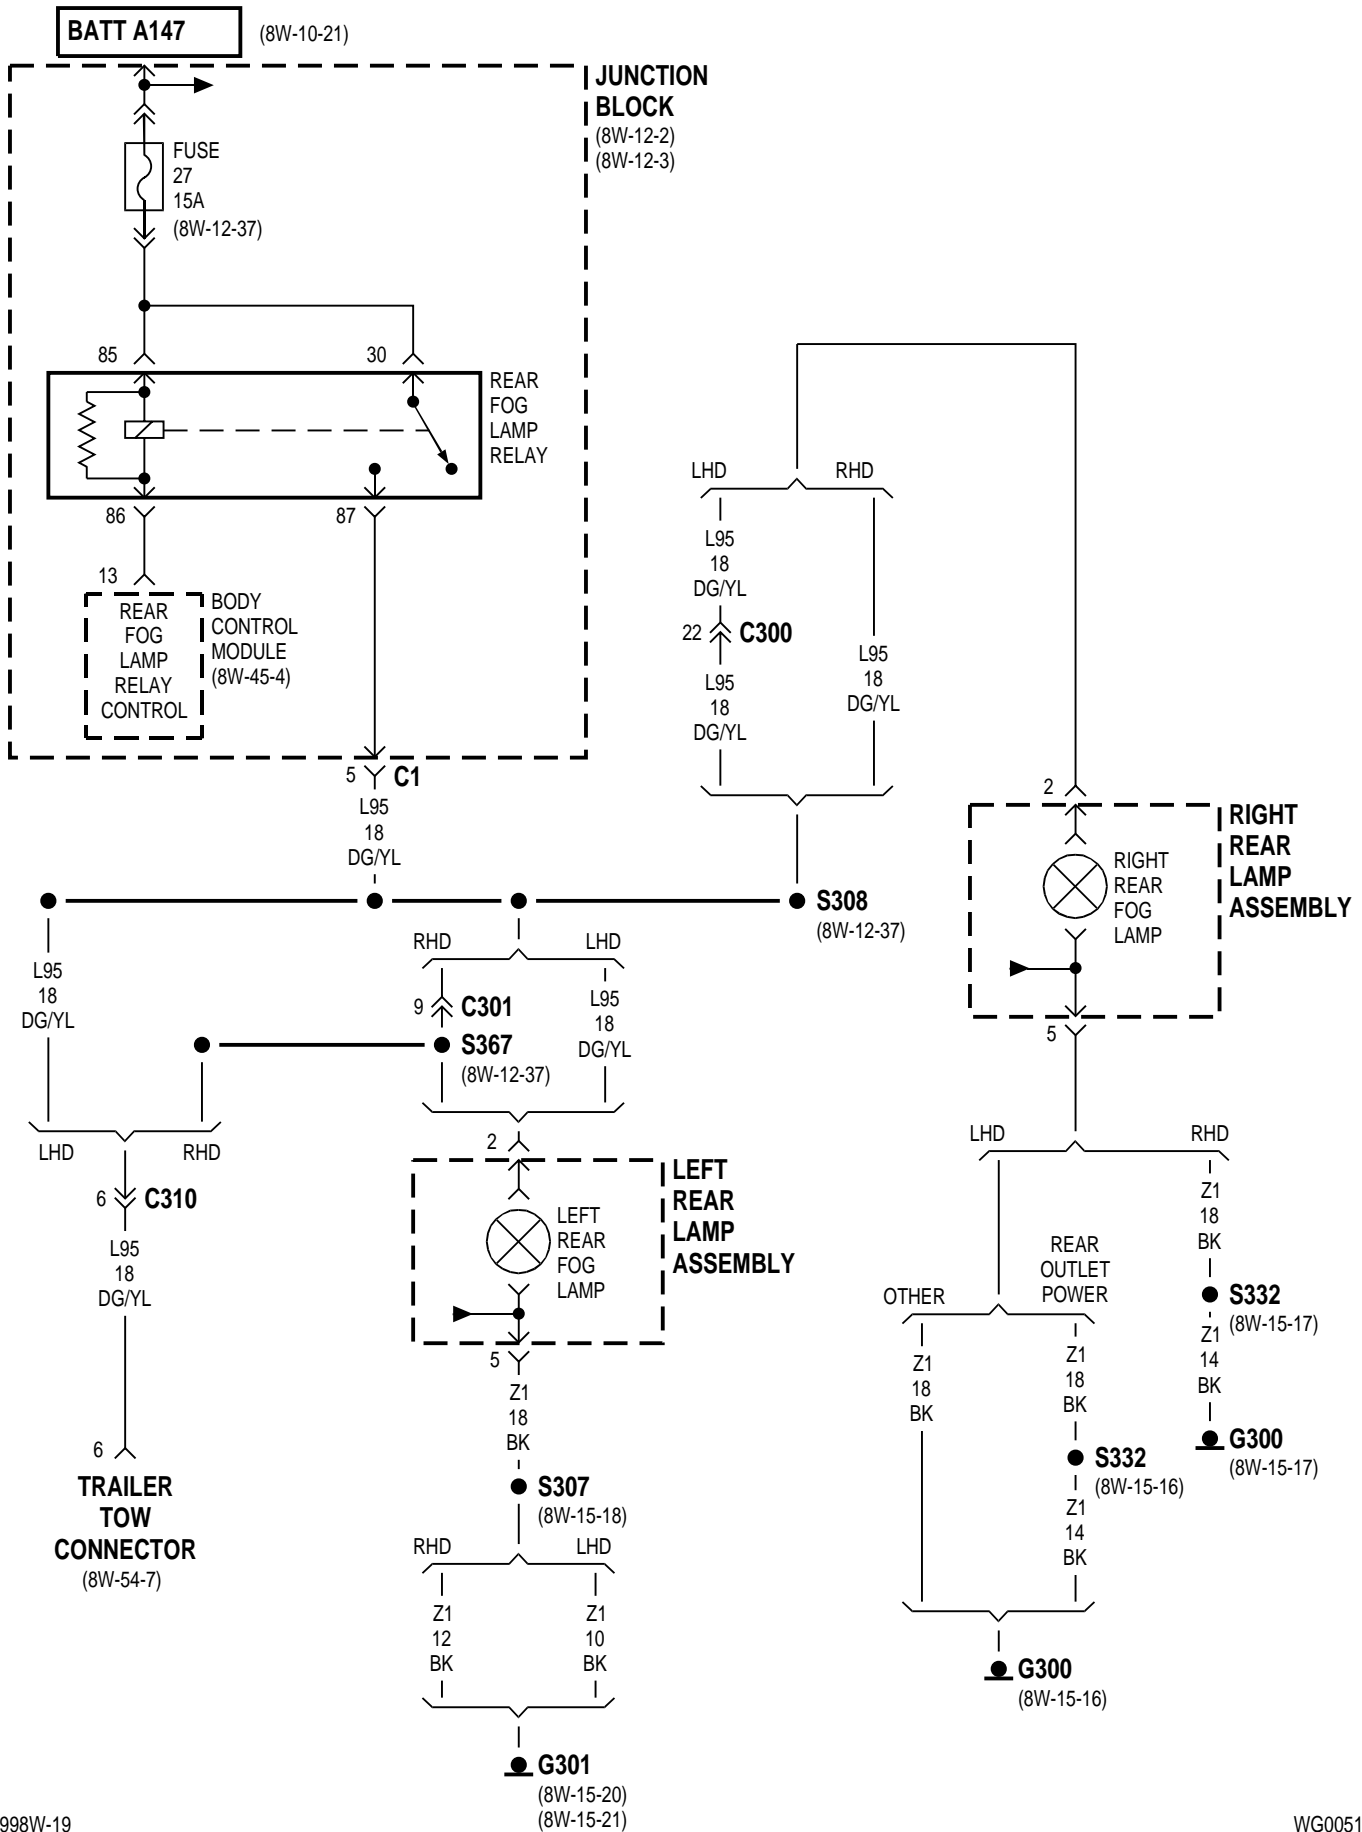 BATT A147
(8W-10-21)
JUNCTION
BLOCK
(8W-12-2)
(8W-12-3)
FUSE
27
15A
(8W-12-37)
85
30
REAR
FOG
LAMP
RELAY
86
87
13
REAR
FOG
LAMP
RELAY
CONTROL
BODY
CONTROL
MODULE
(8W-45-4)
5
C1
L95
18
DG/YL
LHD
RHD
L95
18
DG/YL
22
C300
L95
18
DG/YL
L95
18
DG/YL
S308
(8W-12-37)
2
RIGHT
REAR
LAMP
ASSEMBLY
RIGHT
REAR
FOG
LAMP
5
L95
18
DG/YL
RHD
LHD
9
C301
S367
(8W-12-37)
L95
18
DG/YL
LHD
RHD
6
C310
L95
18
DG/YL
6
TRAILER
TOW
CONNECTOR
(8W-54-7)
2
LEFT
REAR
LAMP
ASSEMBLY
LEFT
REAR
FOG
LAMP
5
Z1
18
BK
S307
(8W-15-18)
RHD
LHD
Z1
12
BK
Z1
10
BK
G301
(8W-15-20)
(8W-15-21)
LHD
RHD
Z1
18
BK
S332
(8W-15-17)
Z1
14
BK
G300
(8W-15-17)
OTHER
REAR
OUTLET
POWER
Z1
18
BK
Z1
18
BK
S332
(8W-15-16)
Z1
14
BK
G300
(8W-15-16)
998W-19
WG0051